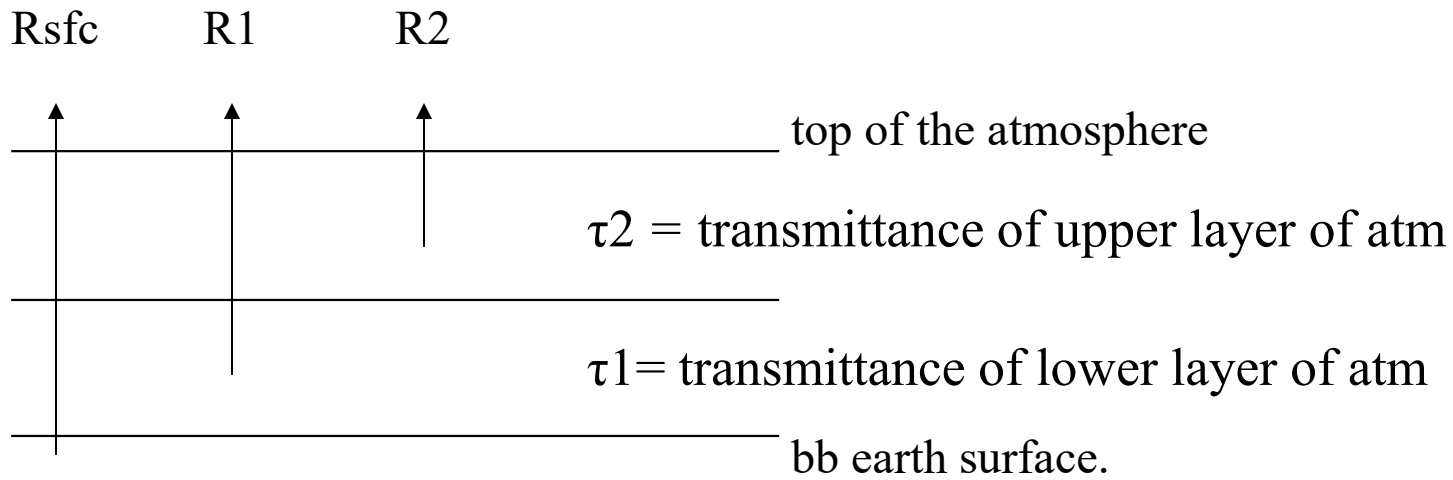 Rsfc R1 R2
top of the atmosphere
τ2 = transmittance of upper layer of atm
τ1= transmittance of lower layer of atm
bb earth surface.